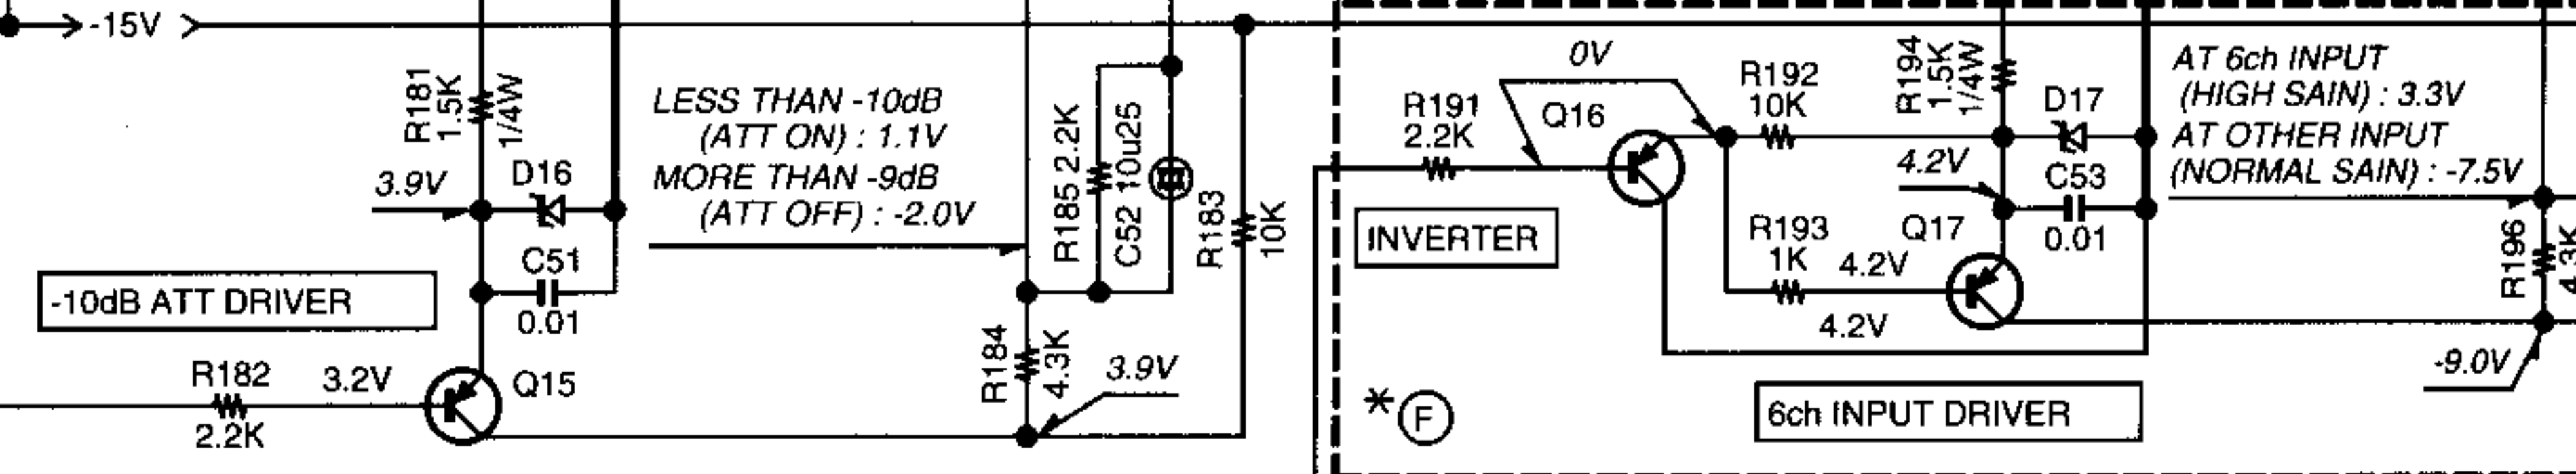 -15V
R181
1.5K
1/4W
3.9V
D16
C51
0.01
-10dB ATT DRIVER
R182
2.2K
3.2V
Q15
LESS THAN -10dB
(ATT ON) : 1.1V
MORE THAN -9dB
(ATT OFF) : -2.0V
R185 2.2K
C52 10u25
R183
10K
R184
4.3K
3.9V
0V
R191
2.2K
Q16
INVERTER
R192
10K
R193
1K
4.2V
4.2V
R194
1.5K
1/4W
4.2V
Q17
D17
C53
0.01
AT 6ch INPUT
(HIGH SAIN) : 3.3V
AT OTHER INPUT
(NORMAL SAIN) : -7.5V
R196
4.3K
-9.0V
* F
6ch INPUT DRIVER